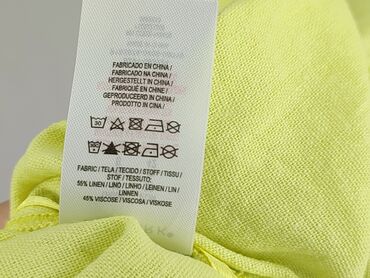 FABRICADO EN CHINA /
FABRICADO NA CHINA /
HERGESTELLT IN CHINA /
FABRIQUÉ EN CHINE /
GEPRODUCEERD IN CHINA /
PRODOTTO IN CINA /
30
FABRIC / TELA / TECIDO / STOFF / TISSU /
STOF / TESSUTO:
55% LINEN / LINO / LINHO / LEINEN / LIN /
LINNEN
45% VISCOSE / VISCOSA / VISKOSE